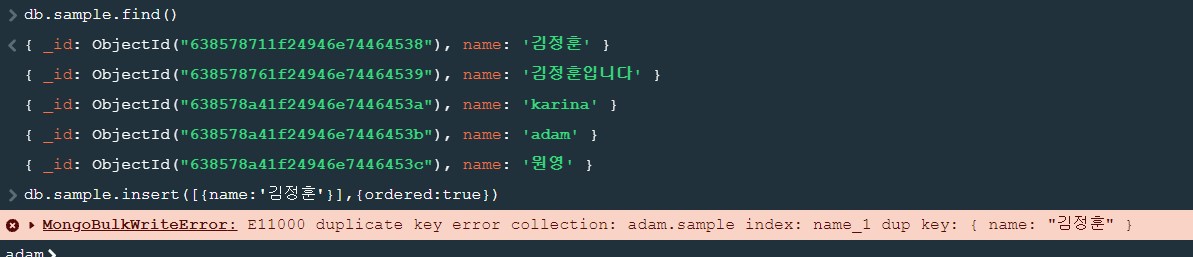 > db.sample.find()
< { _id: ObjectId("638578711f24946e74464538"), name: '김정훈' }
{ _id: ObjectId("638578761f24946e74464539"), name: '김정훈입니다' }
{ _id: ObjectId("638578a41f24946e7446453a"), name: 'karina' }
{ _id: ObjectId("638578a41f24946e7446453b"), name: 'adam' }
{ _id: ObjectId("638578a41f24946e7446453c"), name: '원영' }
> db.sample.insert([{name:'김정훈'}],{ordered:true})
MongoBulkWriteError: E11000 duplicate key error collection: adam.sample index: name_1 dup key: { name: "김정훈" }
adam>